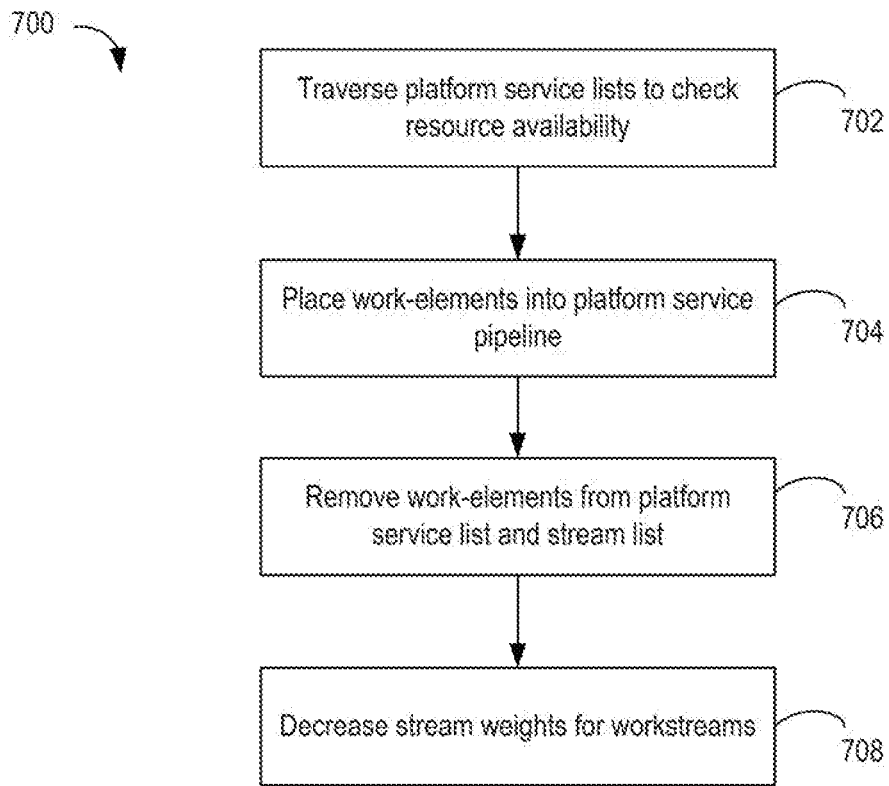 700
Traverse platform service lists to check
resource availability
702
Place work-elements into platform service
pipeline
704
Remove work-elements from platform
service list and stream list
706
Decrease stream weights for workstreams
708